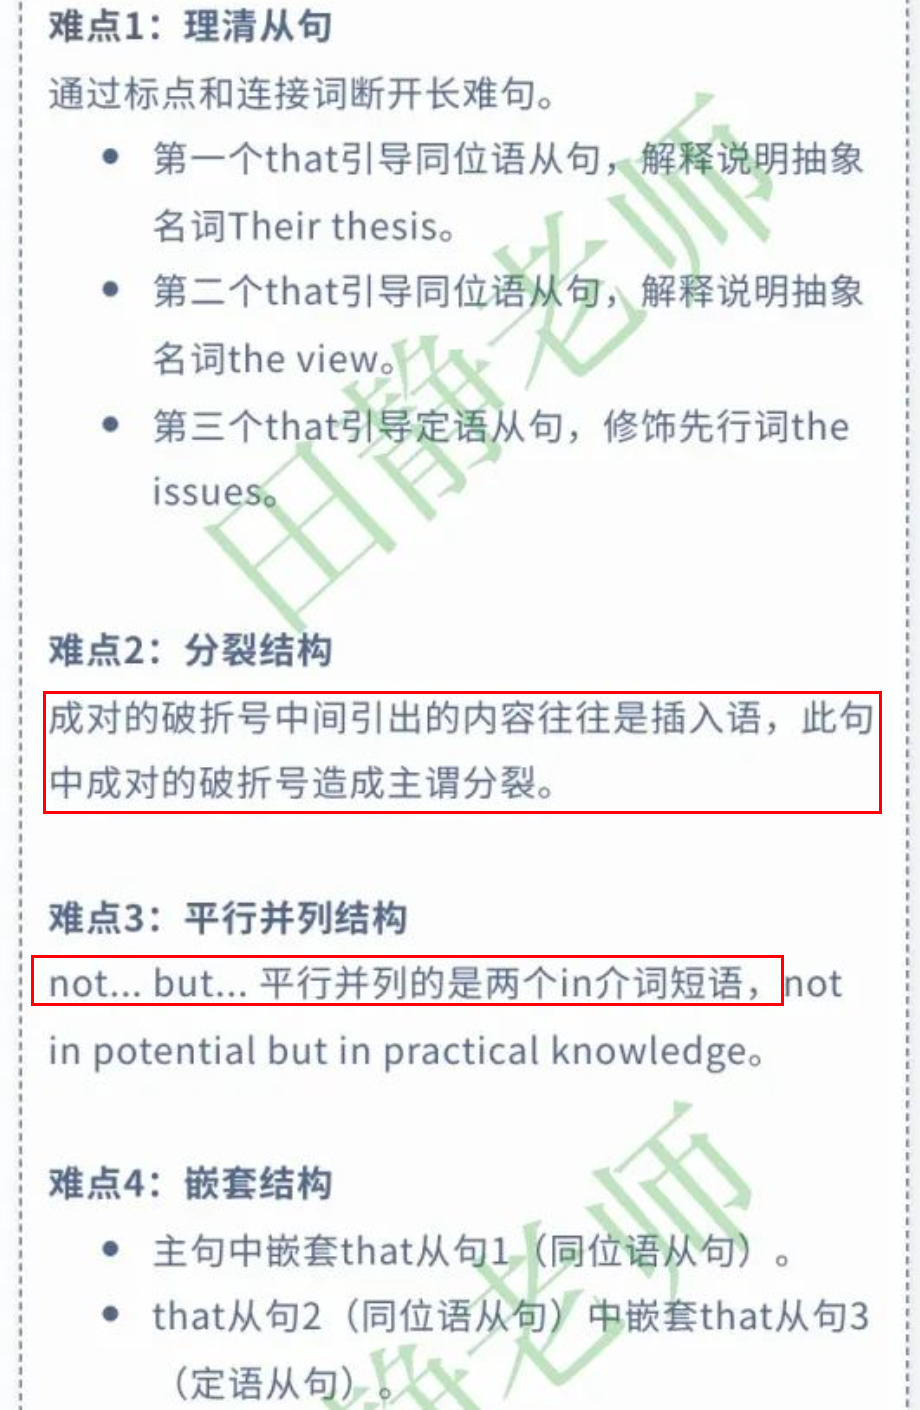 难点1：理清从句
通过标点和连接词断开长难句。
第一个that引导同位语从句，解释说明抽象
名词Their thesis。
第二个that引导同位语从句，解释说明抽象
名词the view。
第三个that引导定语从句，修饰先行词the
issues。
田静老师
难点2：分裂结构
成对的破折号中间引出的内容往往是插入语，此句
中成对的破折号造成主谓分裂。
难点3：平行并列结构
not... but... 平行并列的是两个in介词短语，not
in potential but in practical knowledge。
难点4：嵌套结构
主句中嵌套that从句1（同位语从句）。
that从句2（同位语从句）中嵌套that从句3
（定语从句）。
静老师